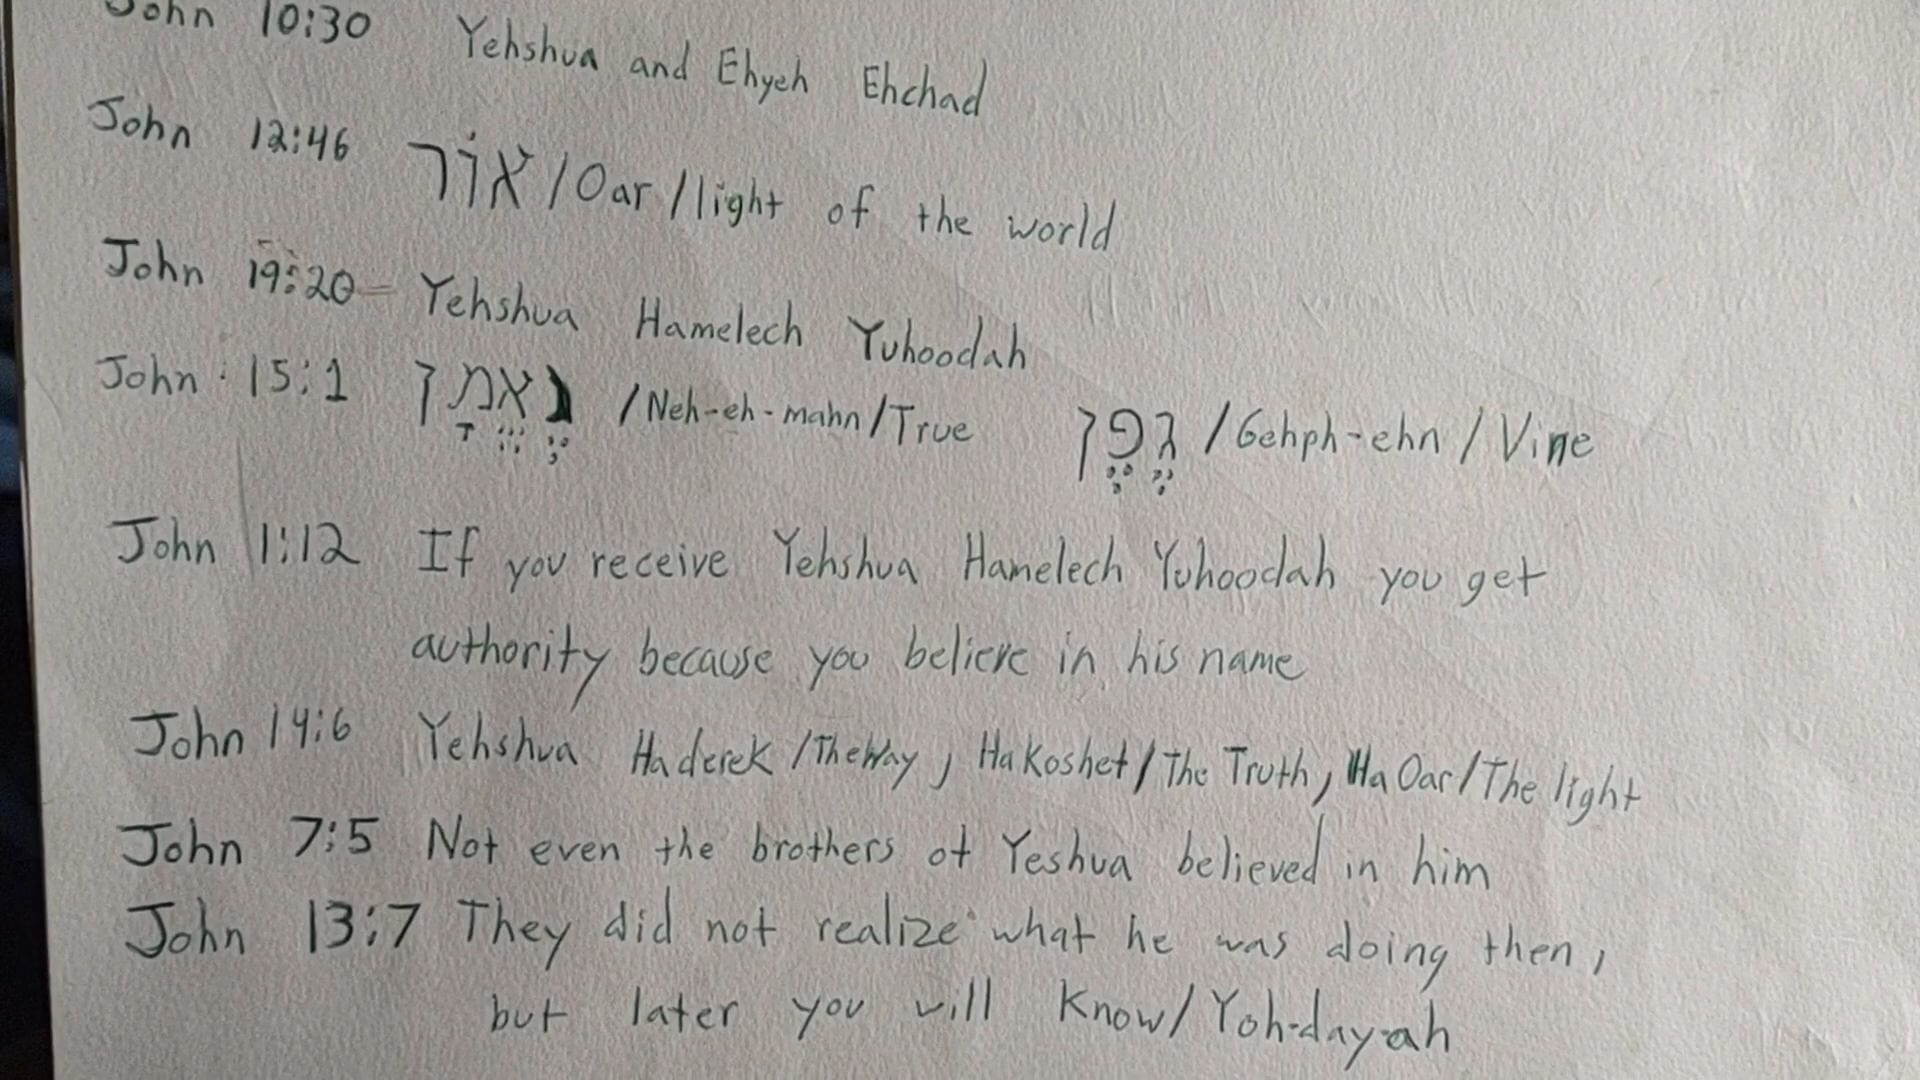 John 10:30 Yehshua and Ehyeh Ehchad
John 12:46 אוֹר / Oar / light of the world
John 19:20 - Yehshua Hamelech Yuhoodah
John 15:1 נֶאֱמָן / Neh-eh-mahn / True גֶפֶן / Gehph-ehn / Vine
John 1:12 If you receive Yehshua Hamelech Yuhoodah you get
authority because you believe in his name
John 14:6 Yehshua Haderek / The Way, HaKoshet / The Truth, Ha Oar / The light
John 7:5 Not even the brothers of Yeshua believed in him
John 13:7 They did not realize what he was doing then,
but later you will know / Yoh-day-ah